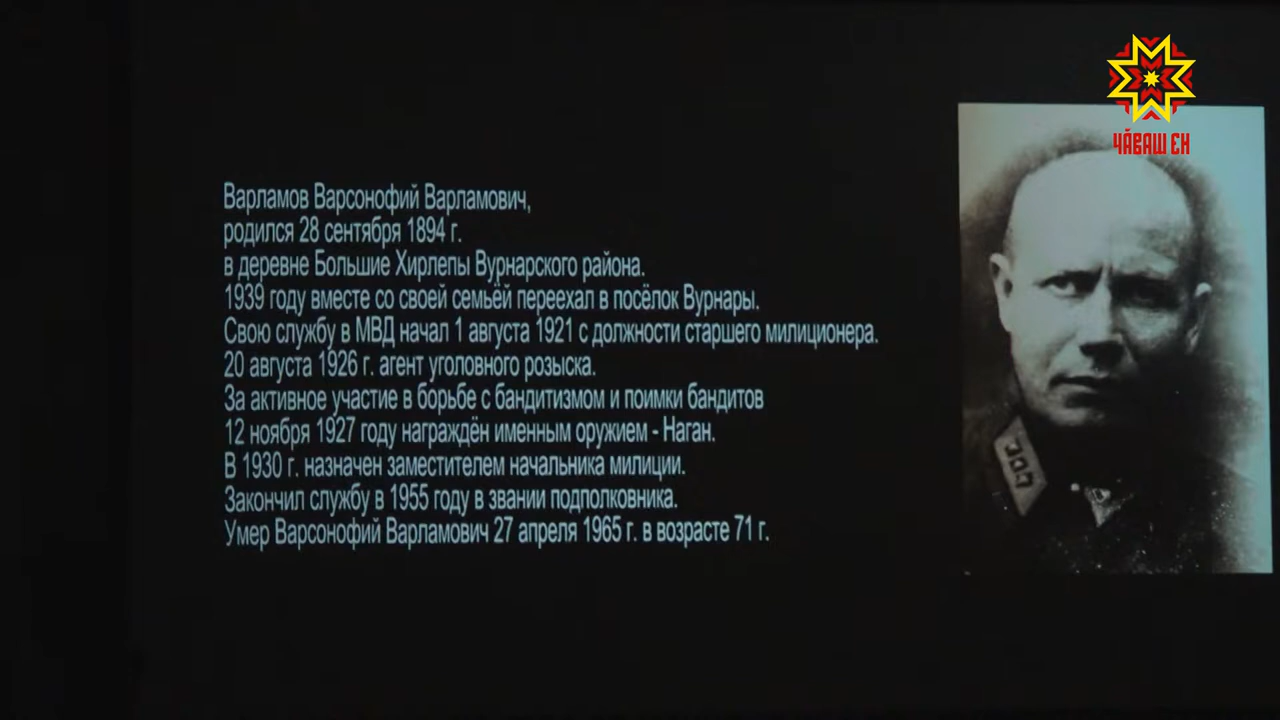 ЧӐВАШ ЕН
Варламов Варсонофий Варламович,
родился 28 сентября 1894 г.
в деревне Большие Хирлепы Вурнарского района.
1939 году вместе со своей семьёй переехал в посёлок Вурнары.
Свою службу в МВД начал 1 августа 1921 с должности старшего милиционера.
20 августа 1926 г. агент уголовного розыска.
За активное участие в борьбе с бандитизмом и поимки бандитов
12 ноября 1927 году награждён именным оружием - Наган.
В 1930 г. назначен заместителем начальника милиции.
Закончил службу в 1955 году в звании подполковника.
Умер Варсонофий Варламович 27 апреля 1965 г. в возрасте 71 г.